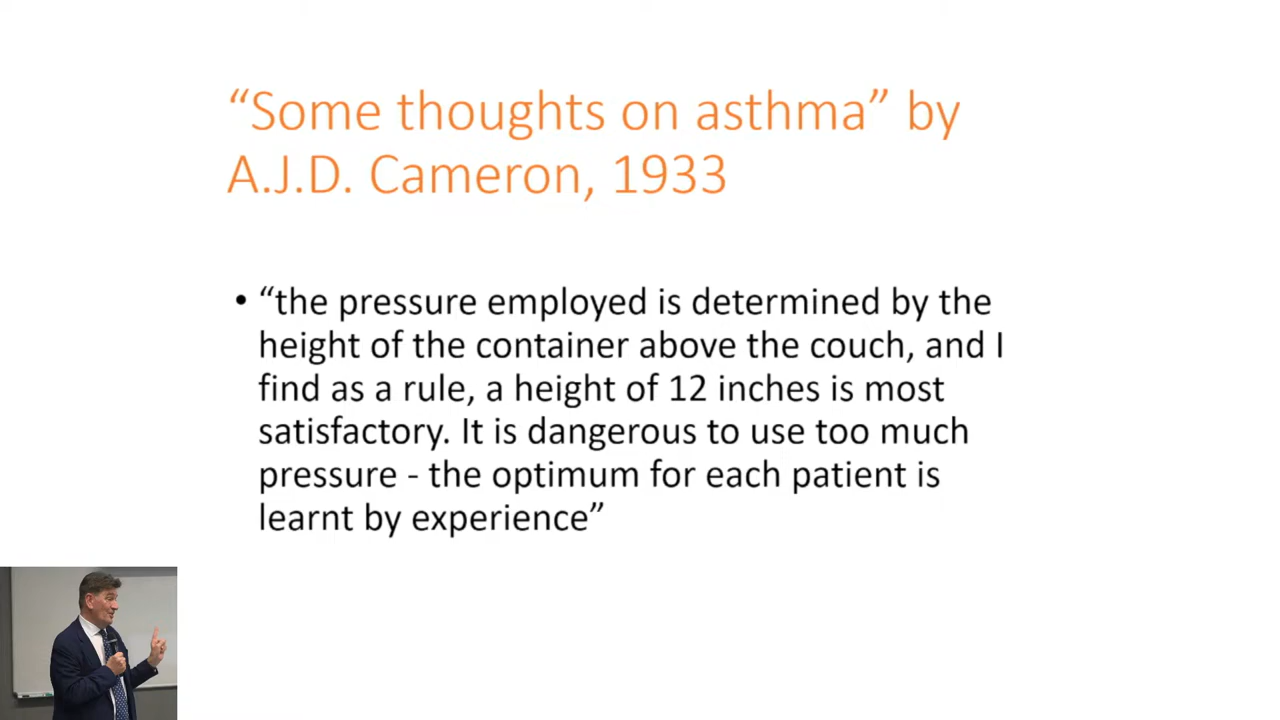 “Some thoughts on asthma” by
A.J.D. Cameron, 1933
• “the pressure employed is determined by the
height of the container above the couch, and I
find as a rule, a height of 12 inches is most
satisfactory. It is dangerous to use too much
pressure - the optimum for each patient is
learnt by experience”